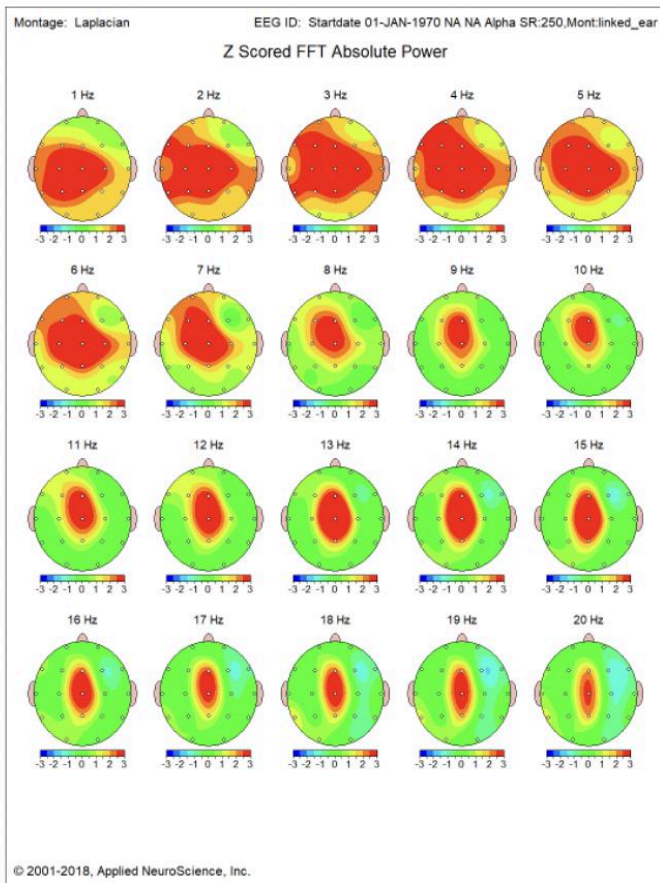 Montage: Laplacian EEG ID: Startdate 01-JAN-1970 NA NA Alpha SR:250,Mont:linked_ear
Z Scored FFT Absolute Power
1 Hz 2 Hz 3 Hz 4 Hz 5 Hz
-3 -2 -1 0 1 2 3 -3 -2 -1 0 1 2 3 -3 -2 -1 0 1 2 3 -3 -2 -1 0 1 2 3 -3 -2 -1 0 1 2 3
6 Hz 7 Hz 8 Hz 9 Hz 10 Hz
-3 -2 -1 0 1 2 3 -3 -2 -1 0 1 2 3 -3 -2 -1 0 1 2 3 -3 -2 -1 0 1 2 3 -3 -2 -1 0 1 2 3
11 Hz 12 Hz 13 Hz 14 Hz 15 Hz
-3 -2 -1 0 1 2 3 -3 -2 -1 0 1 2 3 -3 -2 -1 0 1 2 3 -3 -2 -1 0 1 2 3 -3 -2 -1 0 1 2 3
16 Hz 17 Hz 18 Hz 19 Hz 20 Hz
-3 -2 -1 0 1 2 3 -3 -2 -1 0 1 2 3 -3 -2 -1 0 1 2 3 -3 -2 -1 0 1 2 3 -3 -2 -1 0 1 2 3
© 2001-2018, Applied NeuroScience, Inc.